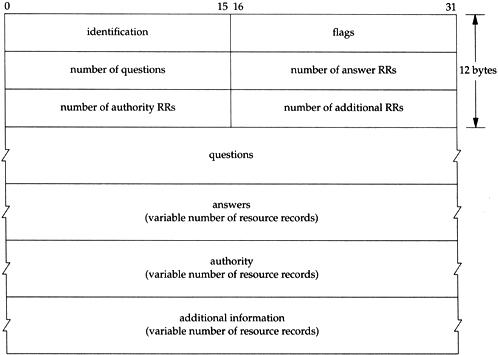 0 15 16 31
identification flags
number of questions number of answer RRs 12 bytes
number of authority RRs number of additional RRs
questions
answers
(variable number of resource records)
authority
(variable number of resource records)
additional information
(variable number of resource records)